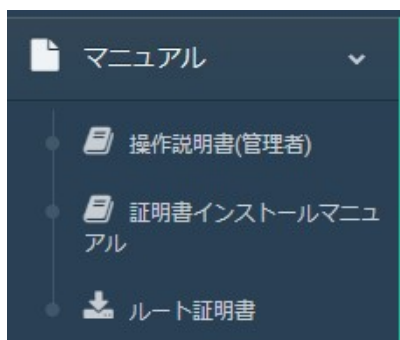 マニュアル
操作説明書(管理者)
証明書インストールマニュ
アル
ルート証明書